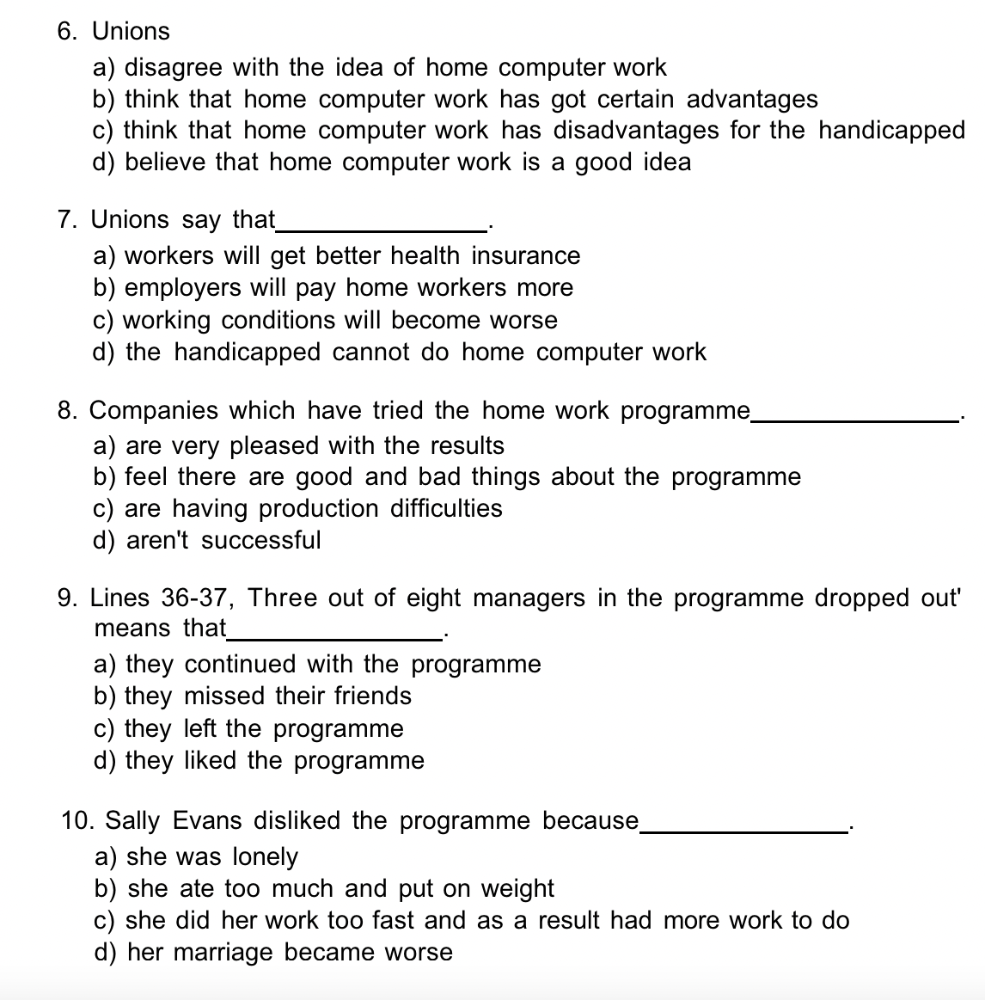 6. Unions
a) disagree with the idea of home computer work
b) think that home computer work has got certain advantages
c) think that home computer work has disadvantages for the handicapped
d) believe that home computer work is a good idea
7. Unions say that_______________.
a) workers will get better health insurance
b) employers will pay home workers more
c) working conditions will become worse
d) the handicapped cannot do home computer work
8. Companies which have tried the home work programme_______________.
a) are very pleased with the results
b) feel there are good and bad things about the programme
c) are having production difficulties
d) aren't successful
9. Lines 36-37, Three out of eight managers in the programme dropped out'
means that_______________.
a) they continued with the programme
b) they missed their friends
c) they left the programme
d) they liked the programme
10. Sally Evans disliked the programme because_______________.
a) she was lonely
b) she ate too much and put on weight
c) she did her work too fast and as a result had more work to do
d) her marriage became worse